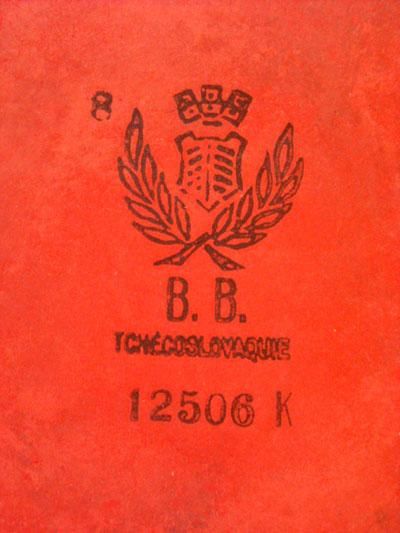 8
B. B.
TCHÉCOSLOVAQUIE
12506 K